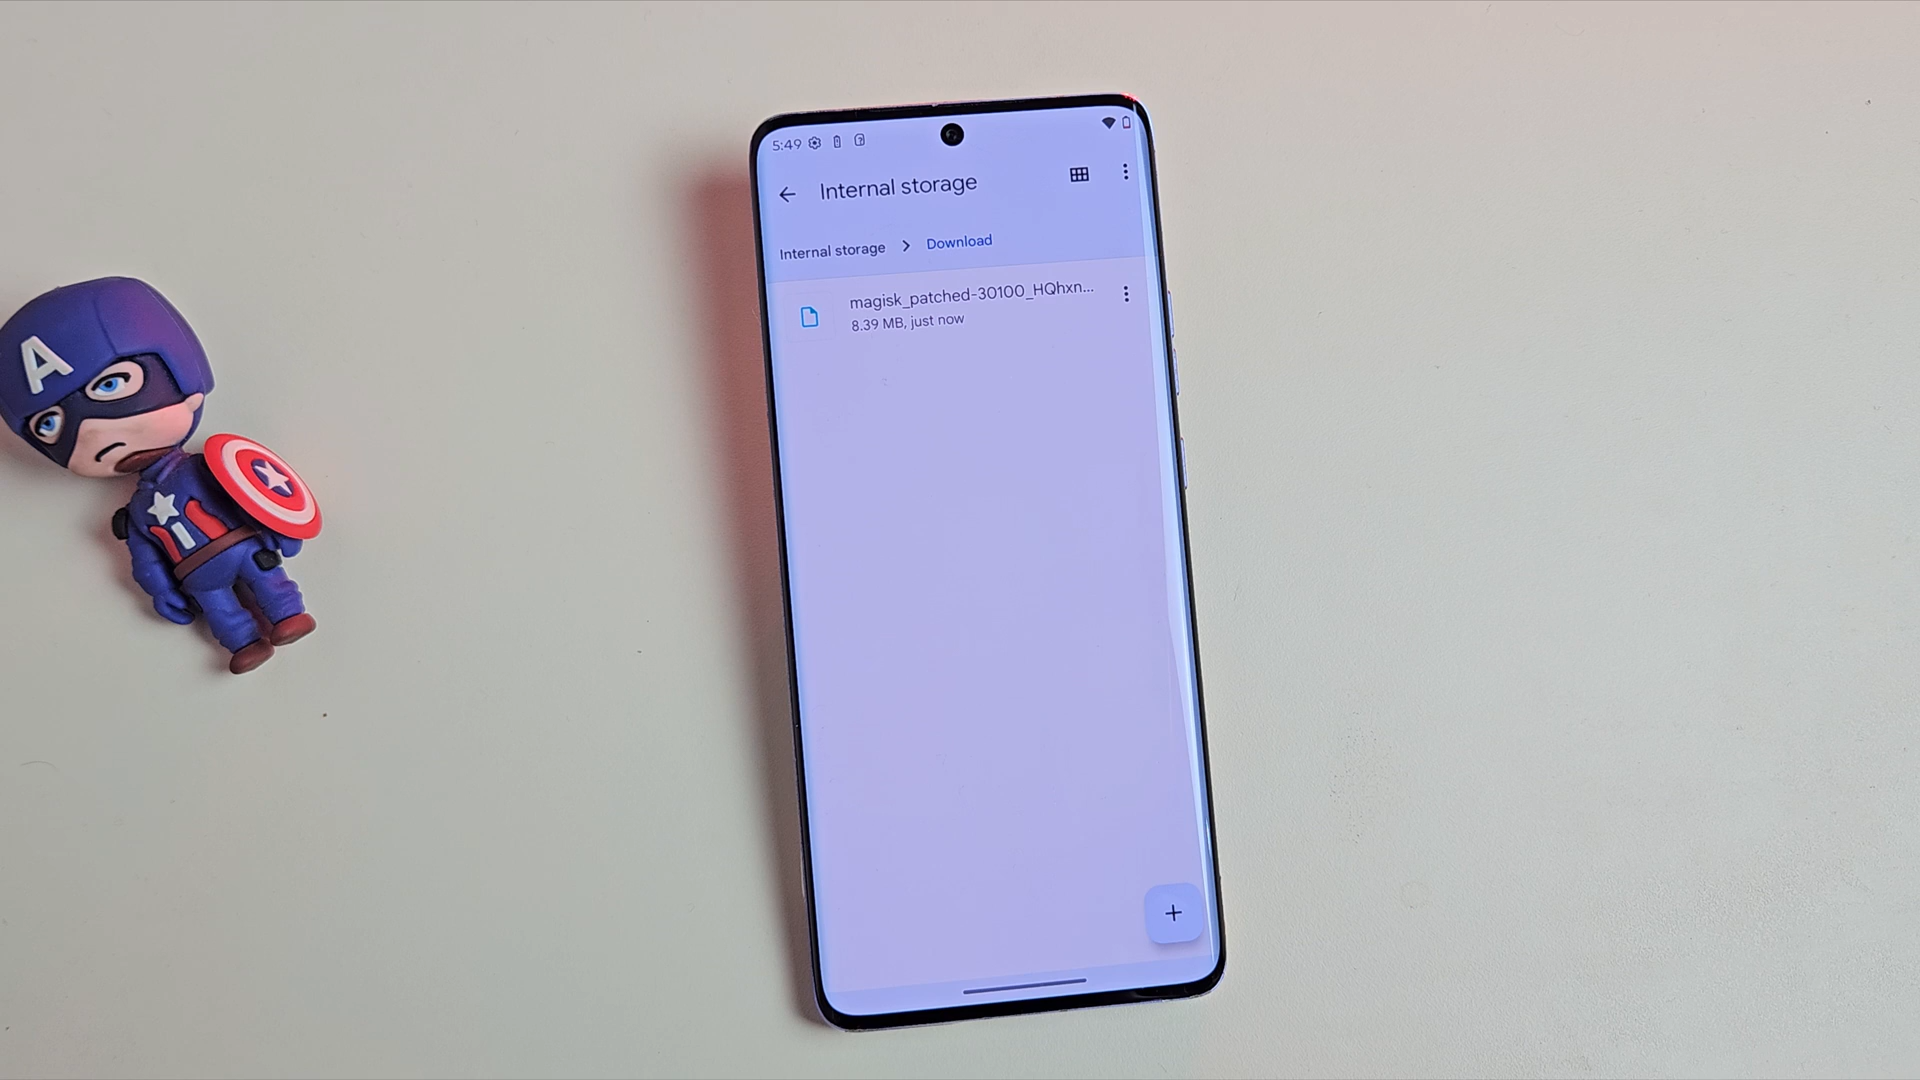 5:49
Internal storage
Internal storage > Download
magisk_patched-30100_HQhxn...
8.39 MB, just now
A